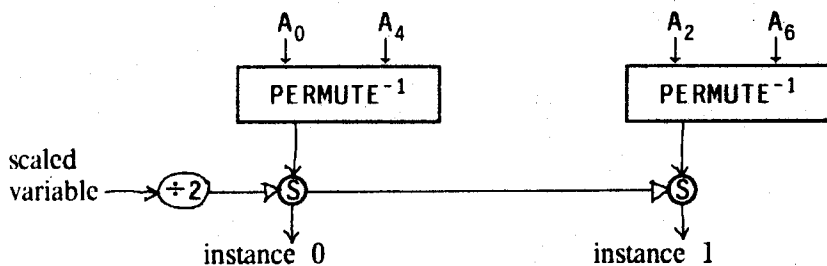 A₀ A₄ A₂ A₆
PERMUTE⁻¹ PERMUTE⁻¹
scaled
variable ÷2 S S
instance 0 instance 1